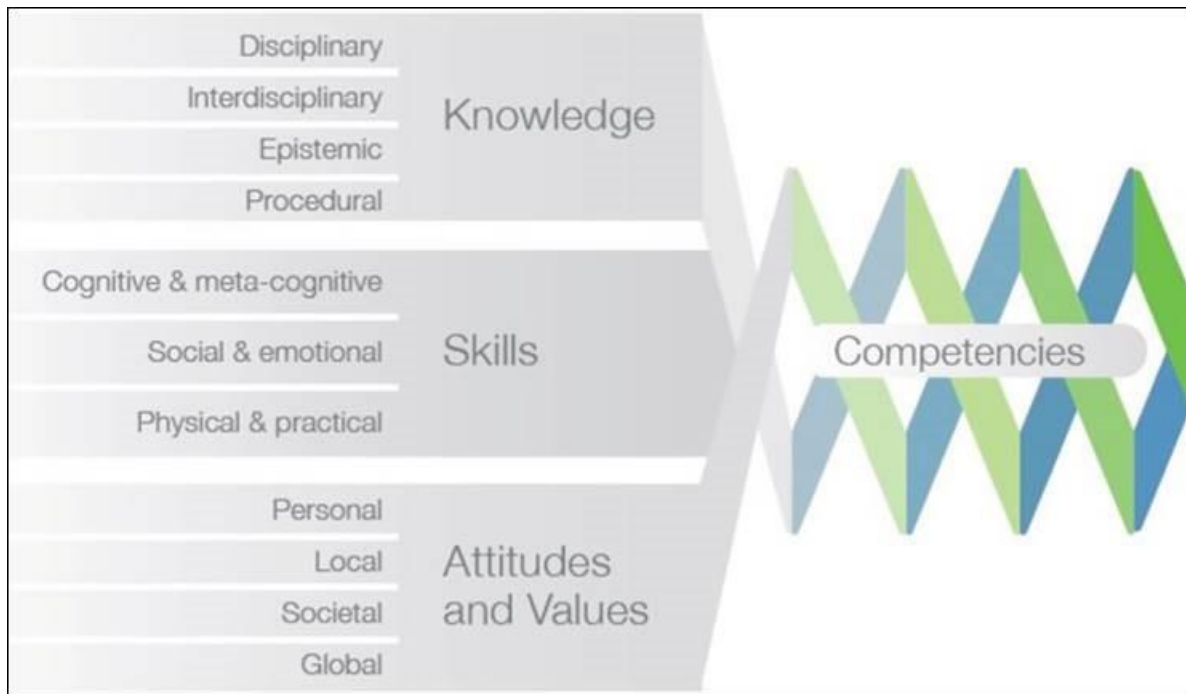 Disciplinary
Interdisciplinary
Epistemic
Procedural
Knowledge
Cognitive & meta-cognitive
Social & emotional
Physical & practical
Skills
Personal
Local
Societal
Global
Attitudes
and Values
Competencies